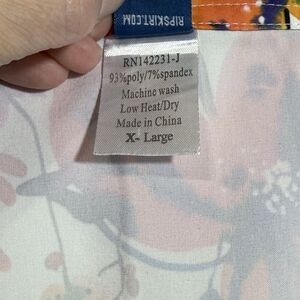 RIPSKIRT.COM
RN142231-J
93%poly/7%spandex
Machine wash
Low Heat/Dry
Made in China
X- Large